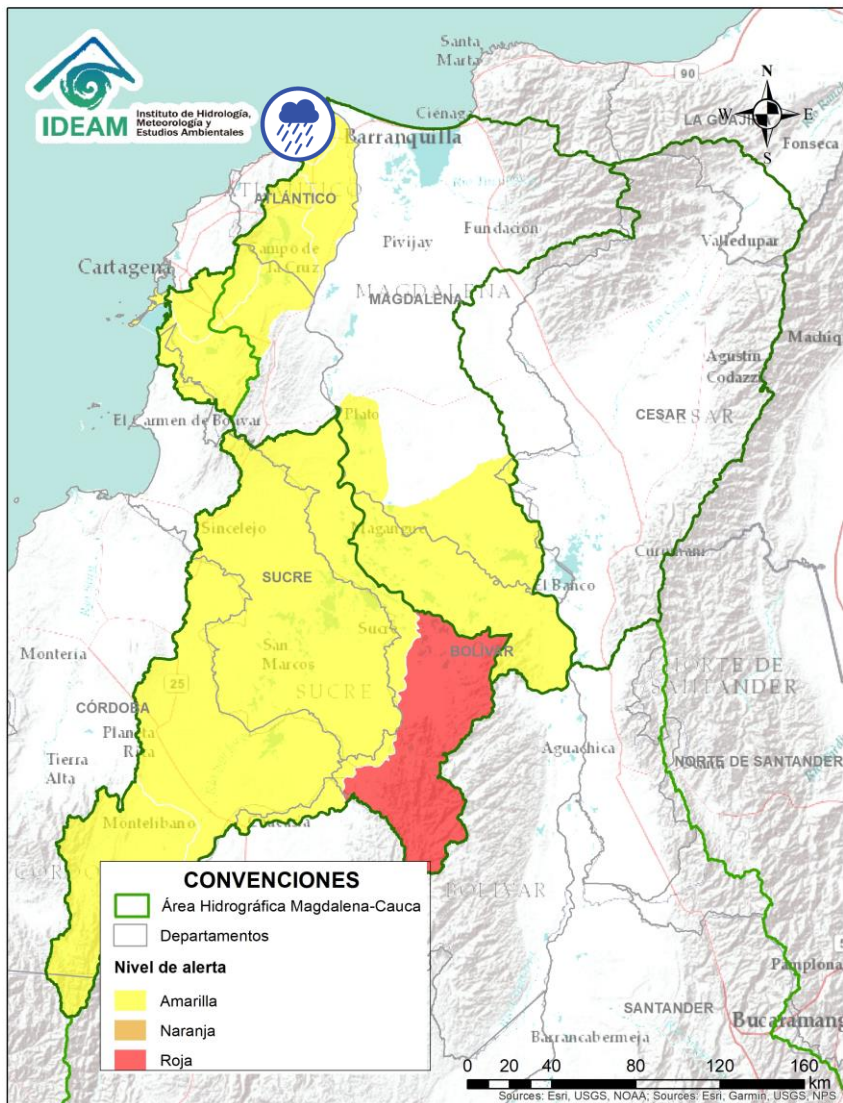 IDEAM
Instituto de Hidrología,
Meteorología y
Estudios Ambientales
Santa
Marta
90
N
W
E
S
LA GUAJIRA
Ciénaga
Barranquilla
Fonseca
ATLÁNTICO
ATLÁNTICO
Fundación
Pivijay
Campo de
la Cruz
Valledupar
Cartagena
MAGDALENA
MAGDALENA
Machiq
Agustín
Codazzi
CESAR
CESAR
Plato
El Carmen de Bolívar
Sincelejo
Magangué
Curumaní
SUCRE
El Banco
Sucre
BOLÍVAR
San
Marcos
Montería
NORTE DE
SANTANDER
25
SUCRE
CÓRDOBA
Planeta
Rica
Aguachica
Tierra
Alta
NORTE DE SANTANDER
Montelíbano
BOLÍVAR
CONVENCIONES
Área Hidrográfica Magdalena-Cauca
Departamentos
Nivel de alerta
Amarilla
Naranja
Roja
Pamplona
SANTANDER
Bucaramang
Barrancabermeja
0 20 40 80 120 160
km
Sources: Esri, USGS, NOAA; Sources: Esri, Garmin, USGS, NPS